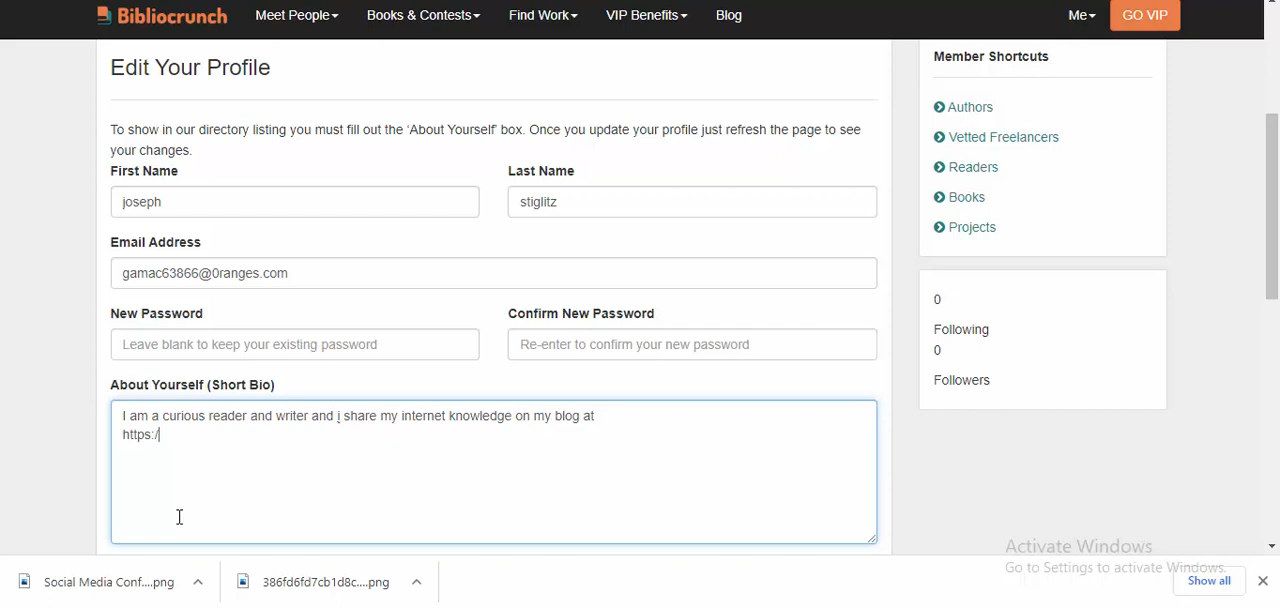 Bibliocrunch Meet People Books & Contests Find Work VIP Benefits Blog Me GO VIP
Edit Your Profile
To show in our directory listing you must fill out the 'About Yourself' box. Once you update your profile just refresh the page to see
your changes.
First Name Last Name
joseph stiglitz
Email Address
gamac63866@0ranges.com
New Password Confirm New Password
Leave blank to keep your existing password Re-enter to confirm your new password
About Yourself (Short Bio)
I am a curious reader and writer and i share my internet knowledge on my blog at
https:/
Member Shortcuts
Authors
Vetted Freelancers
Readers
Books
Projects
0
Following
0
Followers
Activate Windows
Go to Settings to activate Windows.
Social Media Conf....png 386fd6fd7cb1d8c....png Show all